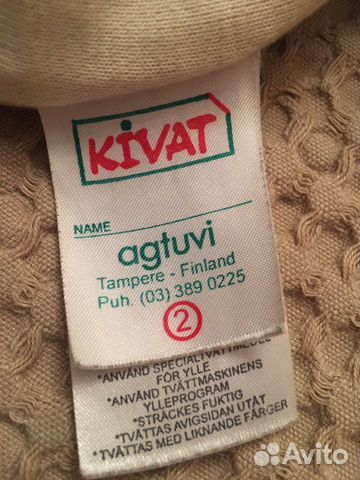 KIVAT
NAME
agtuvi
Tampere - Finland
Puh. (03) 389 0225
2
•ANVÄND SPECIALTVÄTTMEDEL
FÖR YLLE
•ANVÄND TVÄTTMASKINENS
YLLEPROGRAM
•STRÄCKES FUKTIG
•TVÄTTAS AVIGSIDAN UTÅT
•TVÄTTAS MED LIKNANDE FÄRGER
Avito